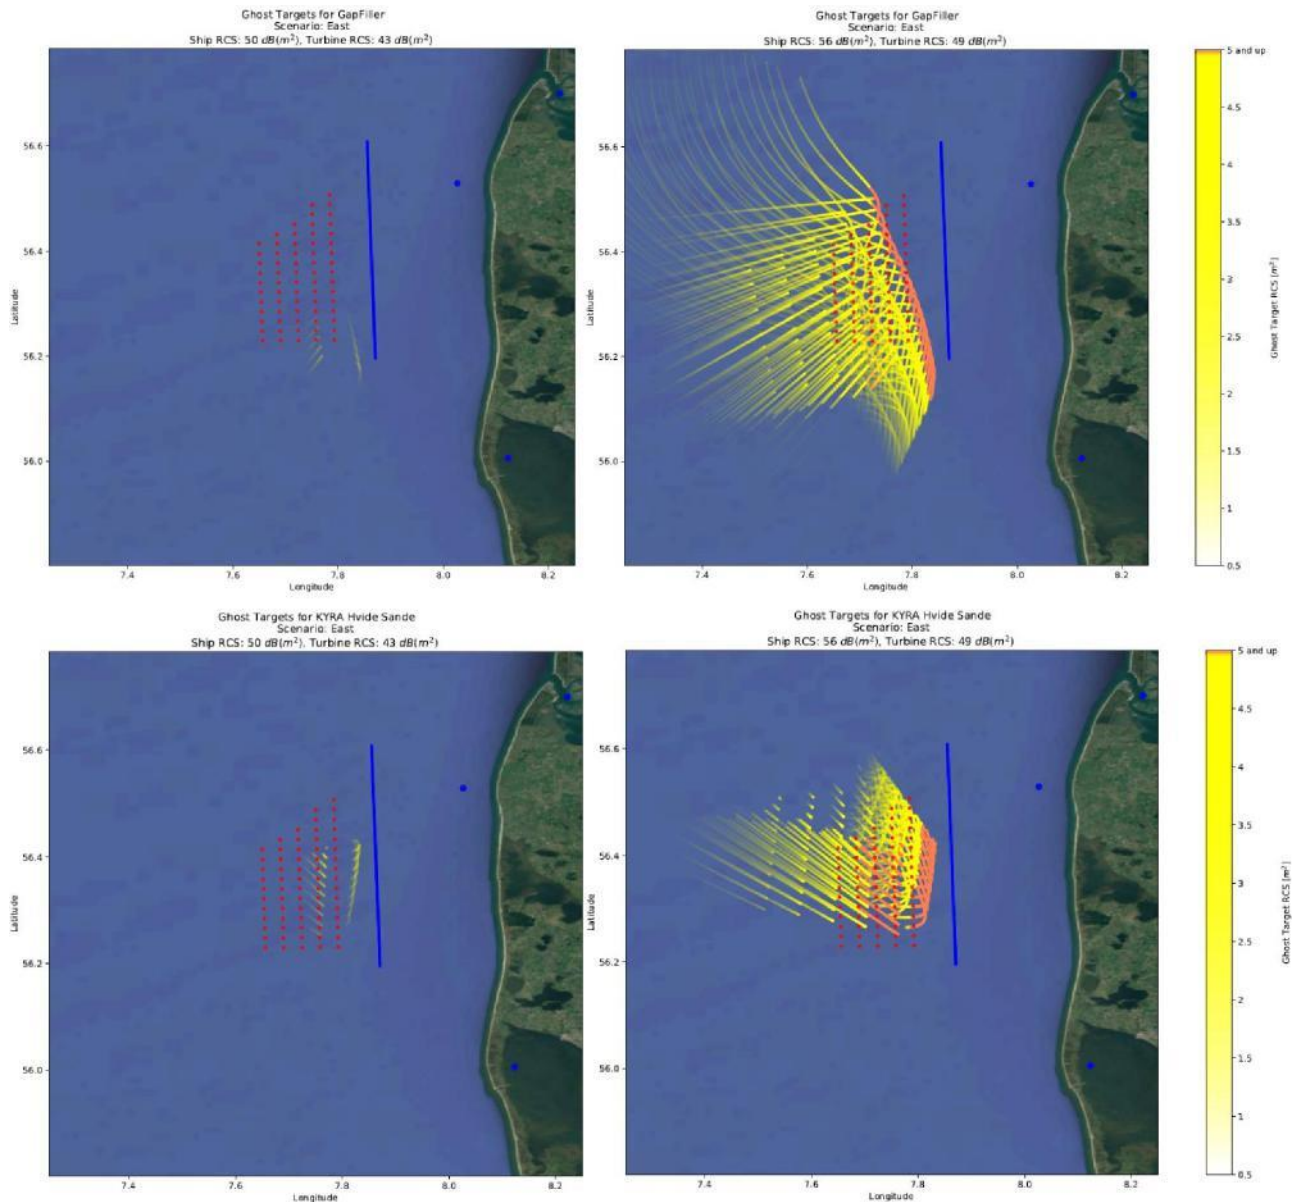 Ghost Targets for GapFiller
Scenario: East
Ship RCS: 50 dB(m²), Turbine RCS: 43 dB(m²)
56.6
56.4
56.2
56.0
Latitude
7.4
7.6
7.8
8.0
8.2
Longitude
Ghost Targets for GapFiller
Scenario: East
Ship RCS: 56 dB(m²), Turbine RCS: 49 dB(m²)
56.6
56.4
56.2
56.0
Latitude
7.4
7.6
7.8
8.0
8.2
Longitude
5 and up
4.5
4
3.5
3
2.5
2
1.5
1
0.5
Ghost Target RCS [m²]
Ghost Targets for KYRA Hvide Sande
Scenario: East
Ship RCS: 50 dB(m²), Turbine RCS: 43 dB(m²)
56.6
56.4
56.2
56.0
Latitude
7.4
7.6
7.8
8.0
8.2
Longitude
Ghost Targets for KYRA Hvide Sande
Scenario: East
Ship RCS: 56 dB(m²), Turbine RCS: 49 dB(m²)
56.6
56.4
56.2
56.0
Latitude
7.4
7.6
7.8
8.0
8.2
Longitude
5 and up
4.5
4
3.5
3
2.5
2
1.5
1
0.5
Ghost Target RCS [m²]